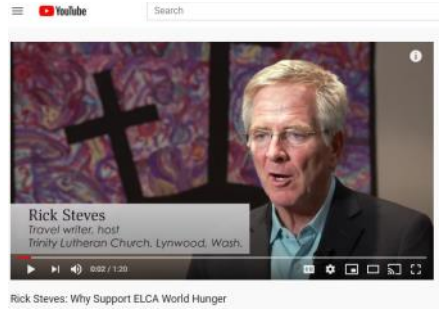 YouTube
Search
Rick Steves
Travel writer, host
Trinity Lutheran Church, Lynwood, Wash.
0:02 / 1:20
Rick Steves: Why Support ELCA World Hunger